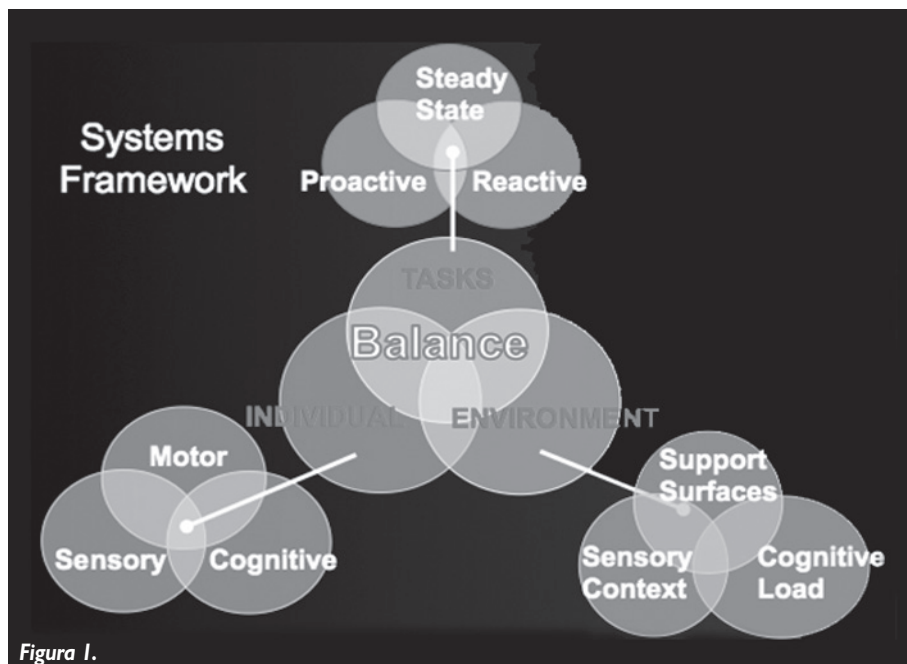 Steady
State
Systems
Framework
Proactive
Reactive
TASKS
Balance
INDIVIDUAL
ENVIRONMENT
Motor
Sensory
Cognitive
Support
Surfaces
Sensory
Context
Cognitive
Load
Figura 1.